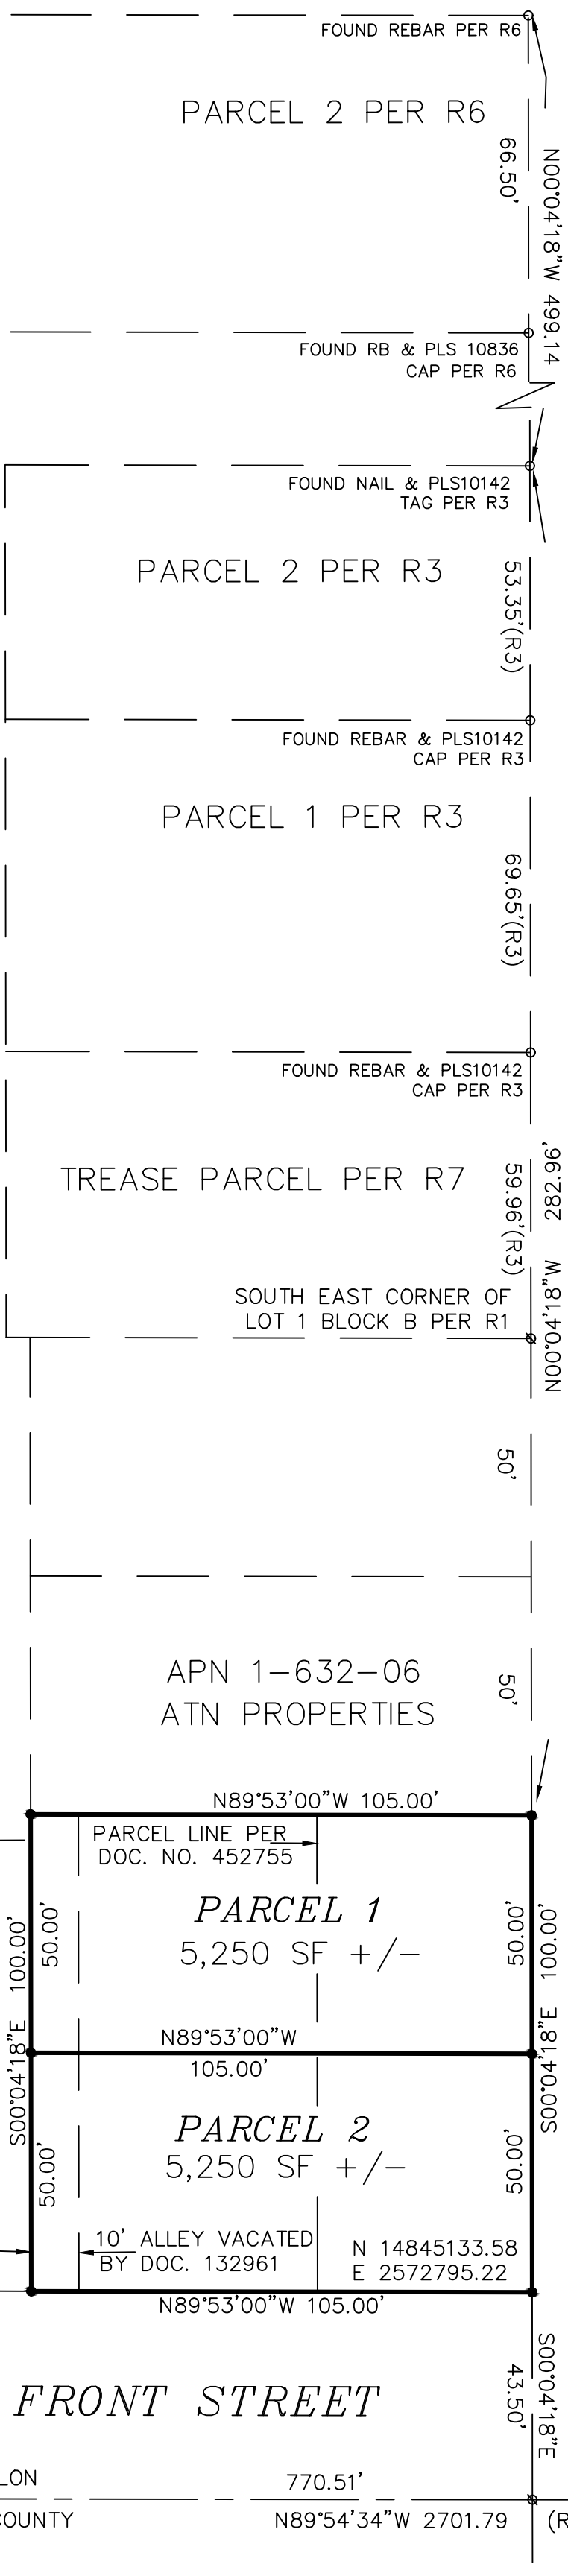 FOUND REBAR PER R6
PARCEL 2 PER R6
66.50'
N00°04'18"W 499.14
FOUND RB & PLS 10836
CAP PER R6
FOUND NAIL & PLS10142
TAG PER R3
PARCEL 2 PER R3
53.35'(R3)
FOUND REBAR & PLS10142
CAP PER R3
PARCEL 1 PER R3
69.65'(R3)
FOUND REBAR & PLS10142
CAP PER R3
TREASE PARCEL PER R7
59.96'(R3)
N00°04'18"W 282.96'
SOUTH EAST CORNER OF
LOT 1 BLOCK B PER R1
50'
APN 1-632-06
ATN PROPERTIES
50'
N89°53'00"W 105.00'
PARCEL LINE PER
DOC. NO. 452755
PARCEL 1
5,250 SF +/-
S00°04'18"E 100.00'
50.00'
50.00'
S00°04'18"E 100.00'
N89°53'00"W
105.00'
PARCEL 2
5,250 SF +/-
50.00'
50.00'
10' ALLEY VACATED
BY DOC. 132961
N 14845133.58
E 2572795.22
N89°53'00"W 105.00'
FRONT STREET
43.50'
S00°04'18"E
LON
770.51'
OUNTY
N89°54'34"W 2701.79
(R